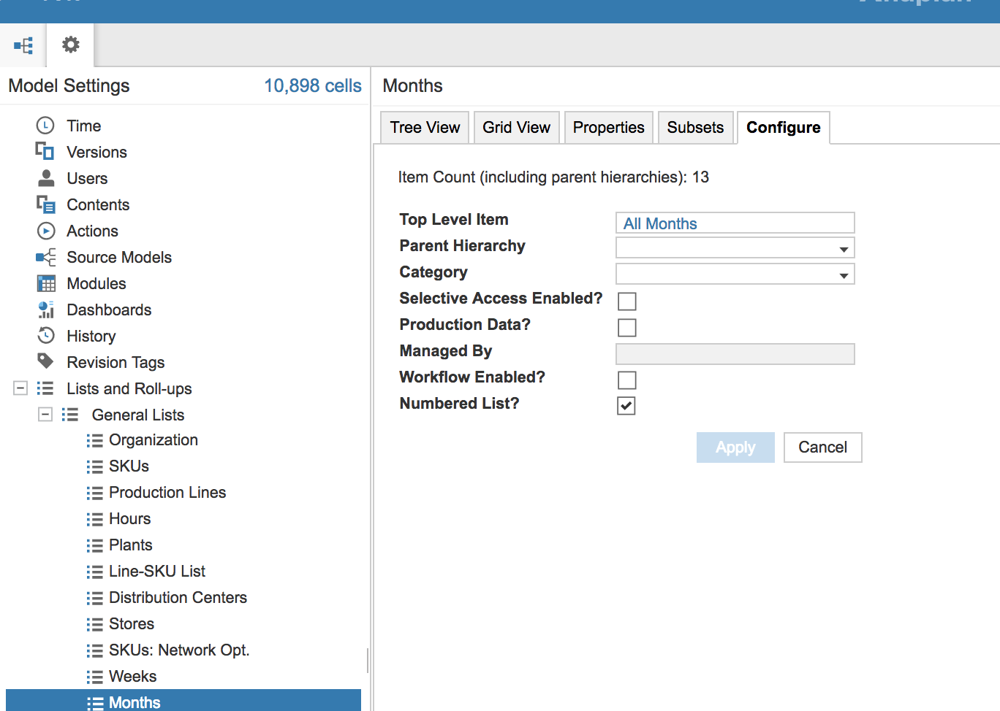 Model Settings
10,898 cells
Time
Versions
Users
Contents
Actions
Source Models
Modules
Dashboards
History
Revision Tags
Lists and Roll-ups
General Lists
Organization
SKUs
Production Lines
Hours
Plants
Line-SKU List
Distribution Centers
Stores
SKUs: Network Opt.
Weeks
Months
Months
Tree View
Grid View
Properties
Subsets
Configure
Item Count (including parent hierarchies): 13
Top Level Item
All Months
Parent Hierarchy
Category
Selective Access Enabled?
Production Data?
Managed By
Workflow Enabled?
Numbered List?
Apply
Cancel